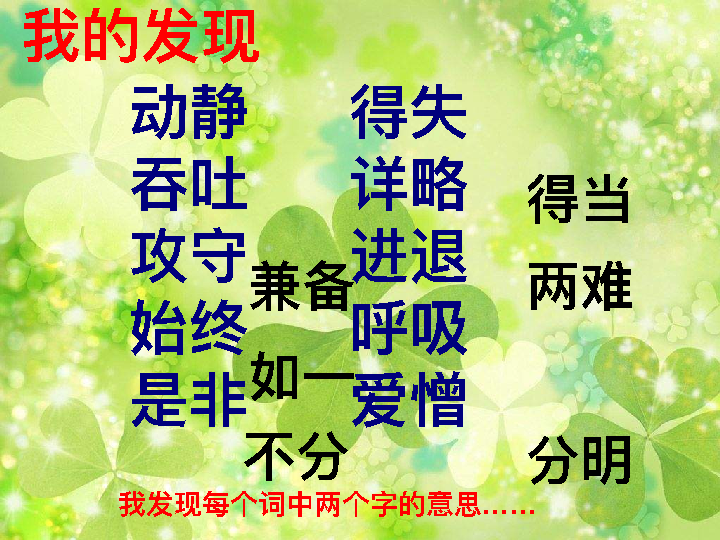 我的发现
动静 得失
吞吐 详略 得当
攻守兼备 进退两难
始终如一 呼吸
是非不分 爱憎分明
我发现每个词中两个字的意思……